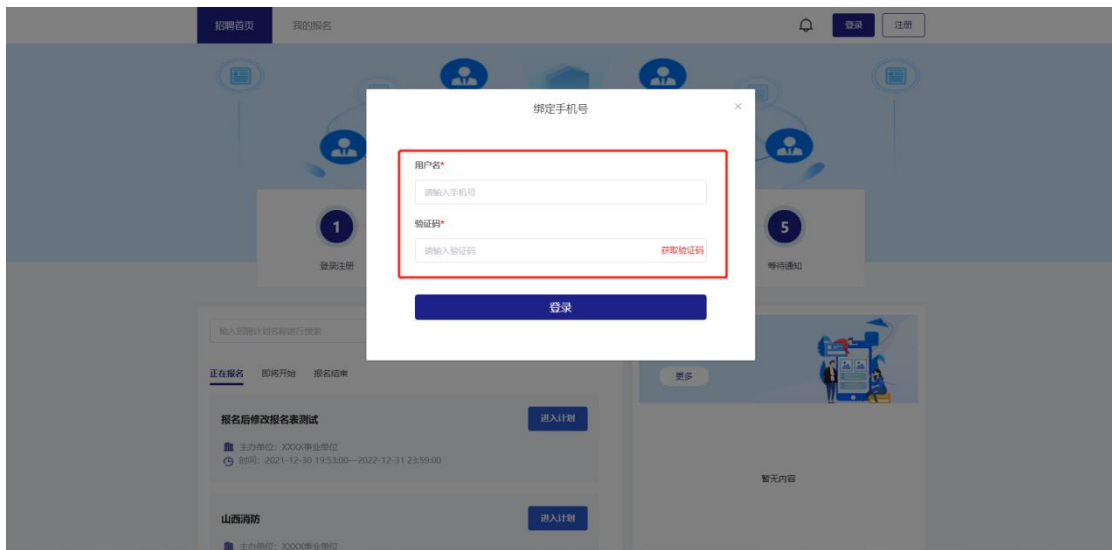 招聘首页
我的报名
登录
注册
绑定手机号
×
用户名*
请输入手机号
验证码*
请输入验证码
获取验证码
登录
1
登录注册
5
等待通知
输入招聘计划名称进行搜索
正在报名
即将开始
报名结束
更多
报名后修改报名表测试
进入计划
主办单位：XXXX事业单位
时间：2021-12-30 19:53:00—2022-12-31 23:59:00
暂无内容
山西消防
进入计划
主办单位：XXXX事业单位